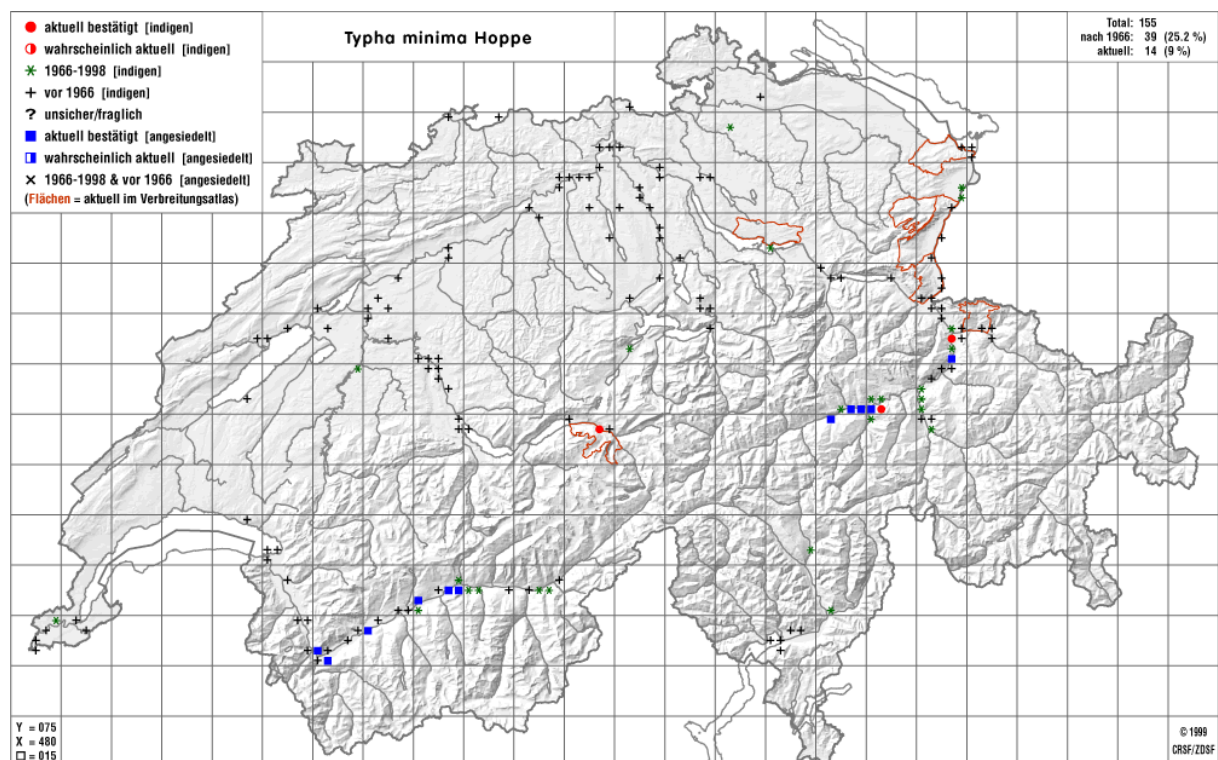 aktuell bestätigt [indigen]
wahrscheinlich aktuell [indigen]
1966-1998 [indigen]
vor 1966 [indigen]
? unsicher/fraglich
aktuell bestätigt [angesiedelt]
wahrscheinlich aktuell [angesiedelt]
1966-1998 & vor 1966 [angesiedelt]
(Flächen = aktuell im Verbreitungsatlas)
Typha minima Hoppe
Total: 155
nach 1966: 39 (25.2 %)
aktuell: 14 (9 %)
Y = 075
X = 480
□ = 015
© 1999
CRSF/ZDSF